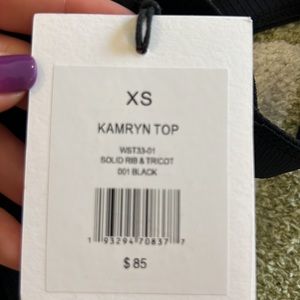 XS
KAMRYN TOP
WST33-01
SOLID RIB & TRICOT
001 BLACK
1 93294 70837 7
$ 85